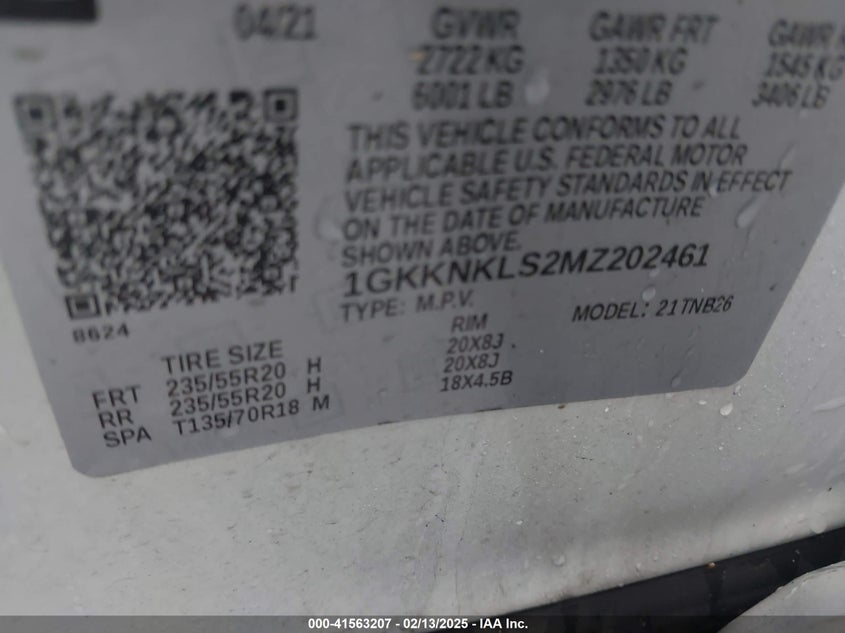 04/21 GVWR GAWR FRT GAWR
2722 KG 1350 KG 1545 KG
6001 LB 2976 LB 3406 LB
THIS VEHICLE CONFORMS TO ALL
APPLICABLE U.S. FEDERAL MOTOR
VEHICLE SAFETY STANDARDS IN EFFECT
ON THE DATE OF MANUFACTURE
SHOWN ABOVE.
1GKKNKLS2MZ202461
TYPE: M.P.V. MODEL: 21TNB26
8624
TIRE SIZE RIM
FRT 235/55R20 H 20X8J
RR 235/55R20 H 20X8J
SPA T135/70R18 M 18X4.5B
000-41563207 - 02/13/2025 - IAA Inc.